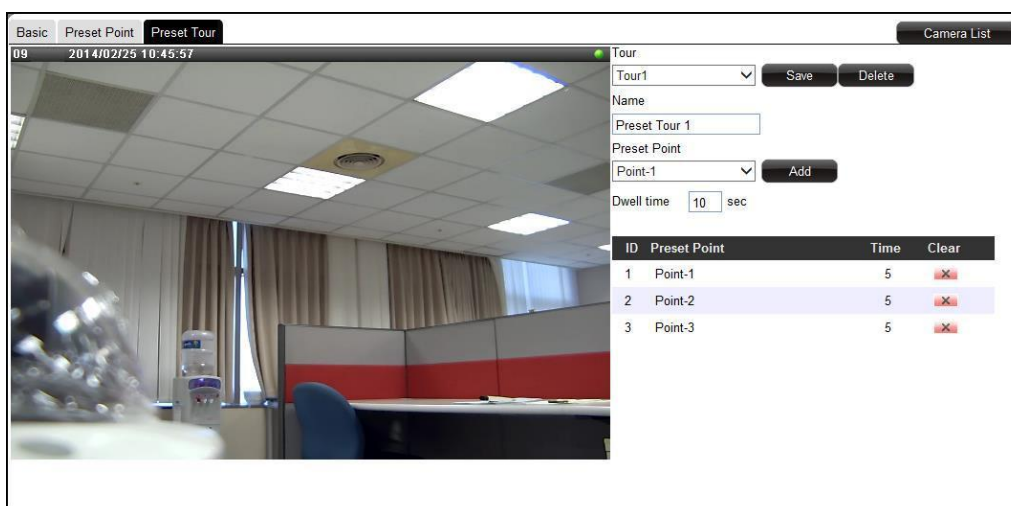 Basic Preset Point Preset Tour Camera List
09 2014/02/25 10:45:57
Tour
Tour1 Save Delete
Name
Preset Tour 1
Preset Point
Point-1 Add
Dwell time 10 sec
ID Preset Point Time Clear
1 Point-1 5
2 Point-2 5
3 Point-3 5